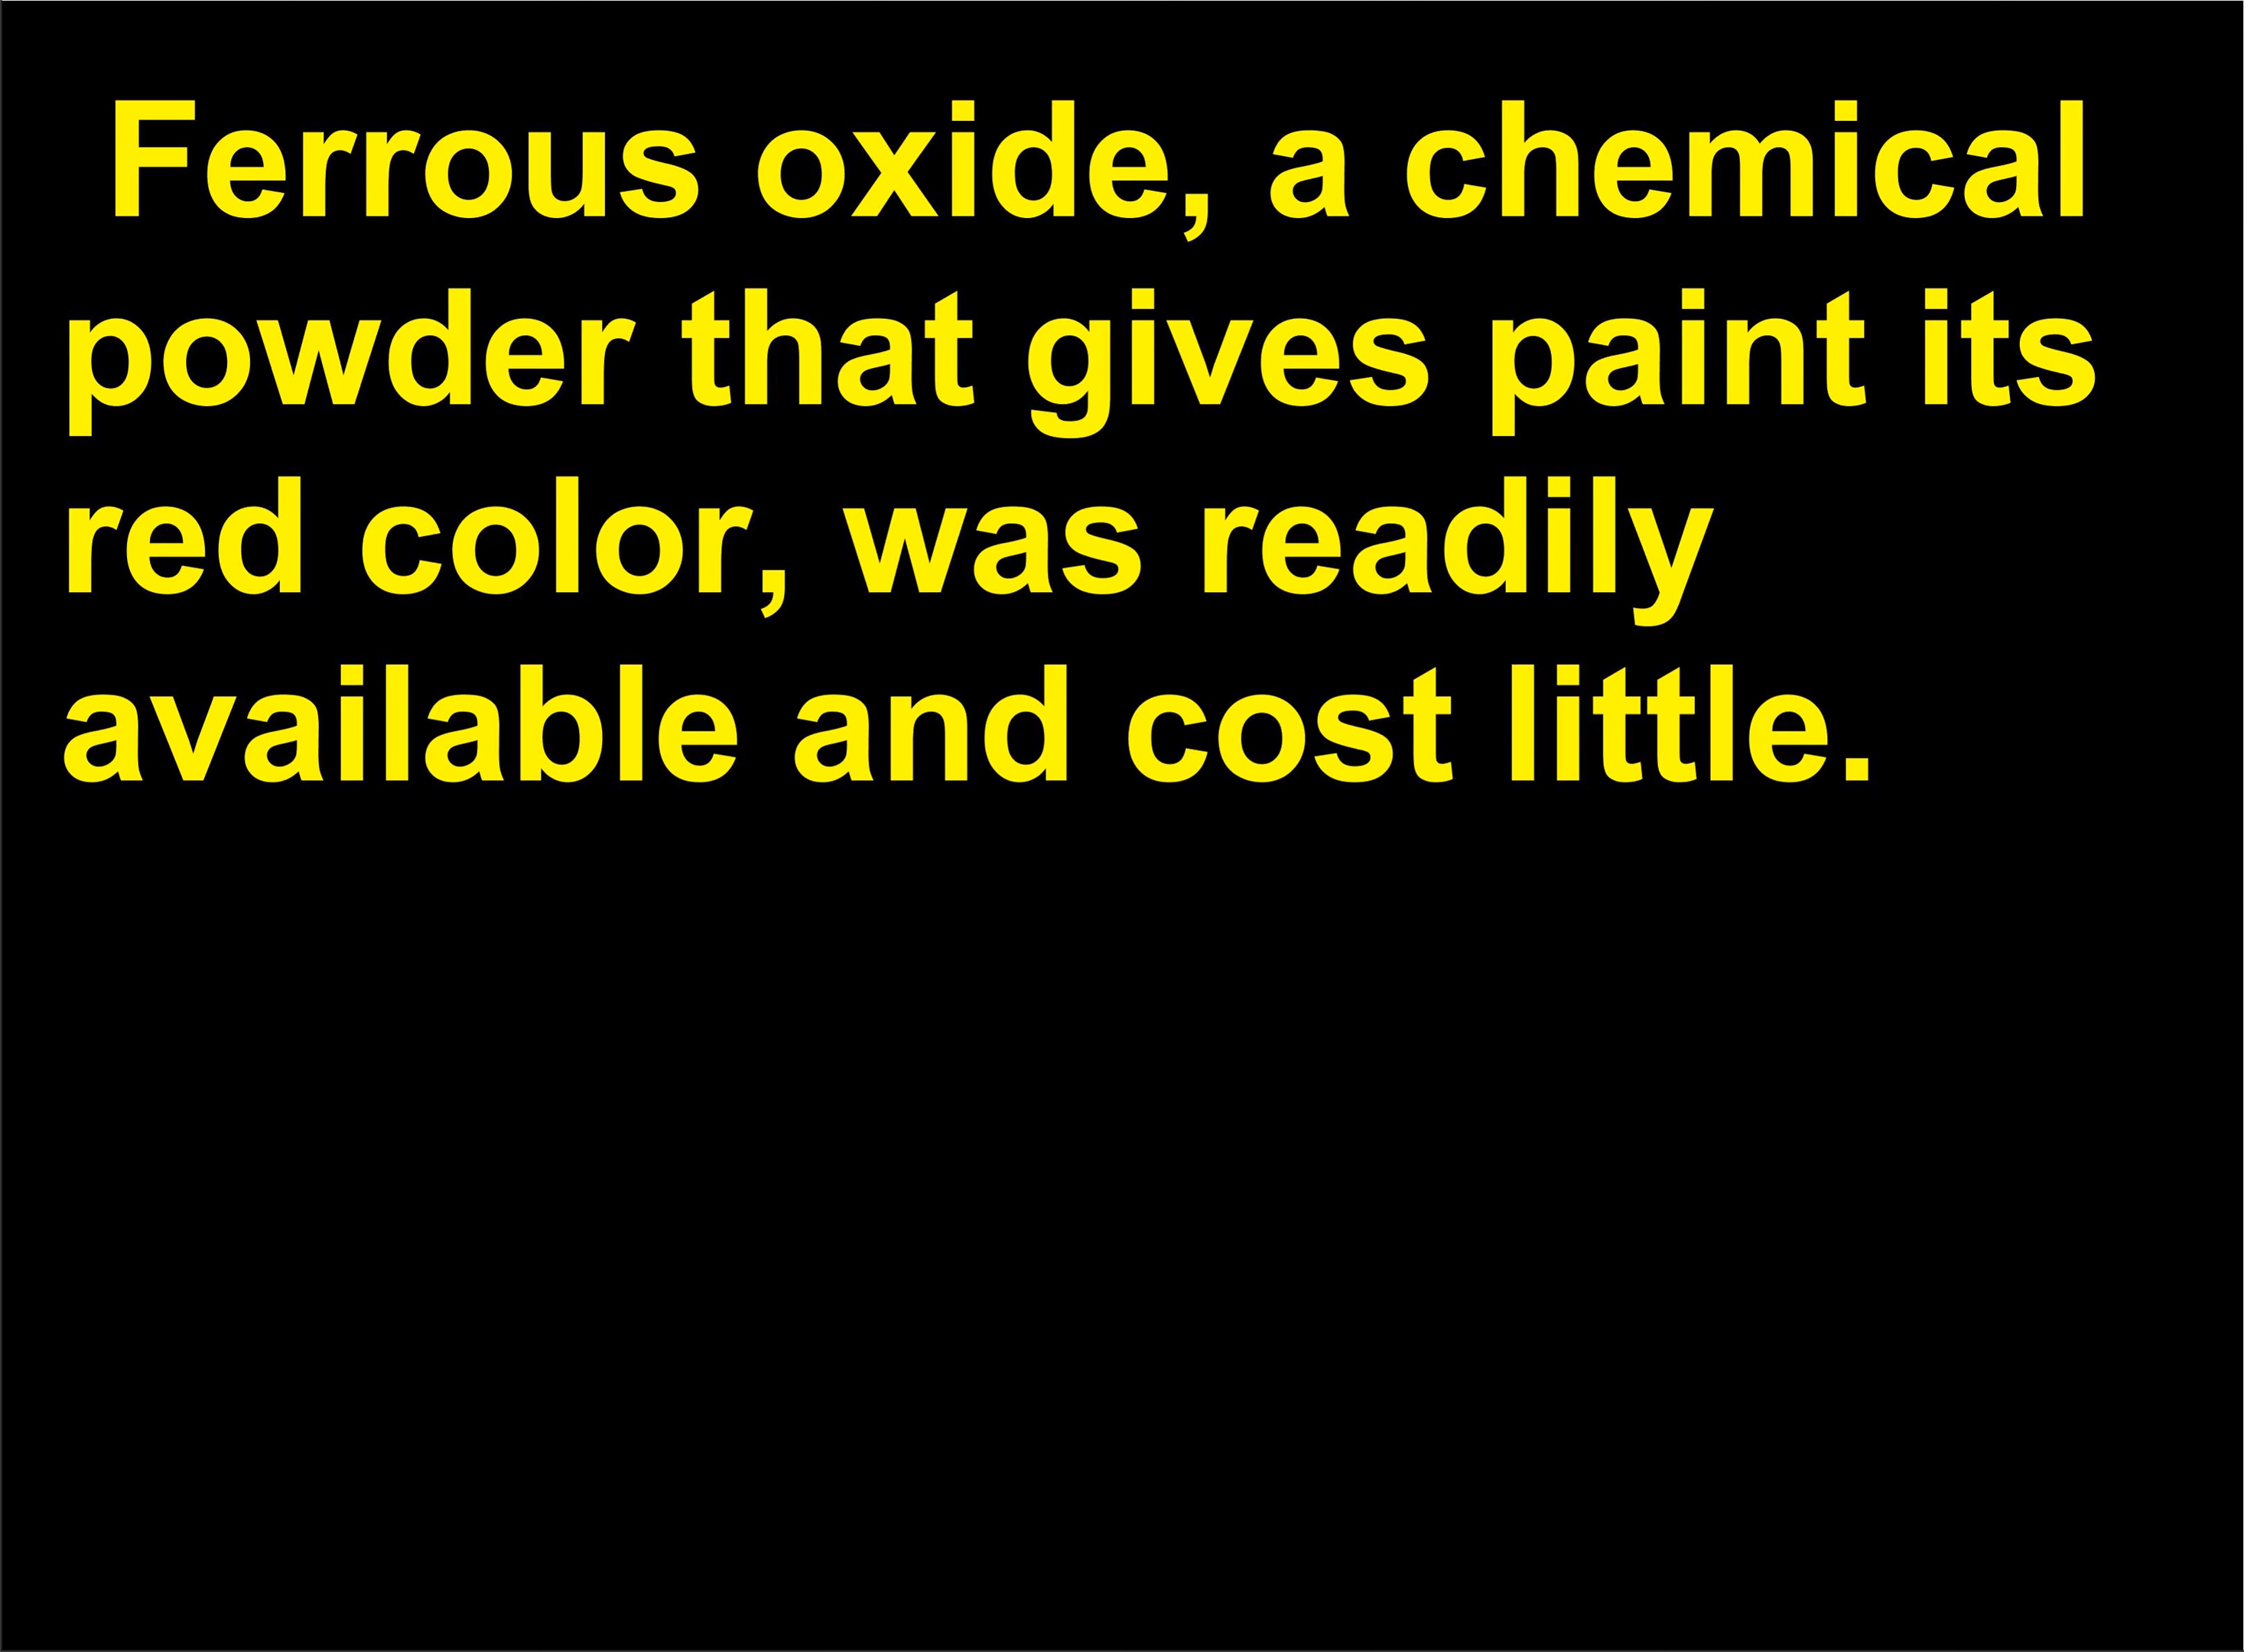 Ferrous oxide, a chemical
powder that gives paint its
red color, was readily
available and cost little.